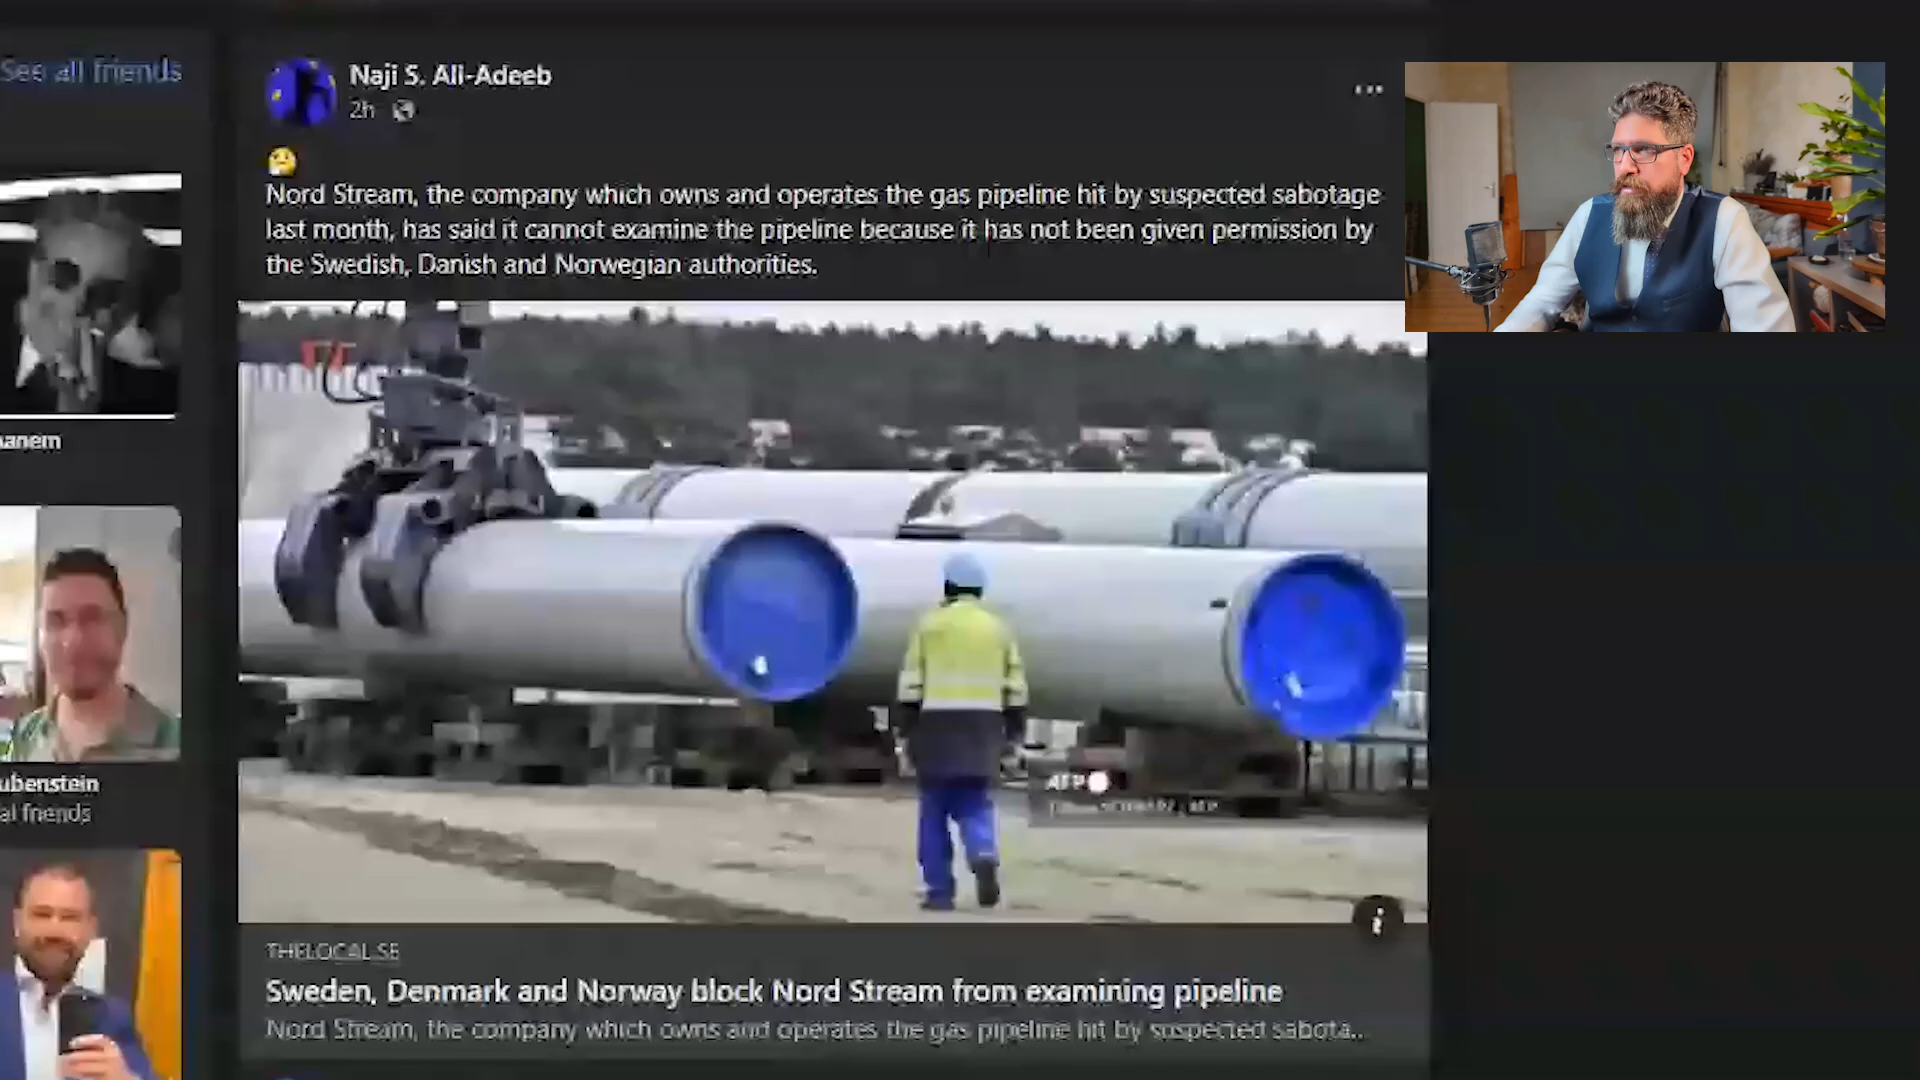 See all friends
Naji S. Ali-Adeeb
2h
Nord Stream, the company which owns and operates the gas pipeline hit by suspected sabotage
last month, has said it cannot examine the pipeline because it has not been given permission by
the Swedish, Danish and Norwegian authorities.
anem
ubenstein
al friends
AFP
THELOCAL.SE
Sweden, Denmark and Norway block Nord Stream from examining pipeline
Nord Stream, the company which owns and operates the gas pipeline hit by suspected sabota...